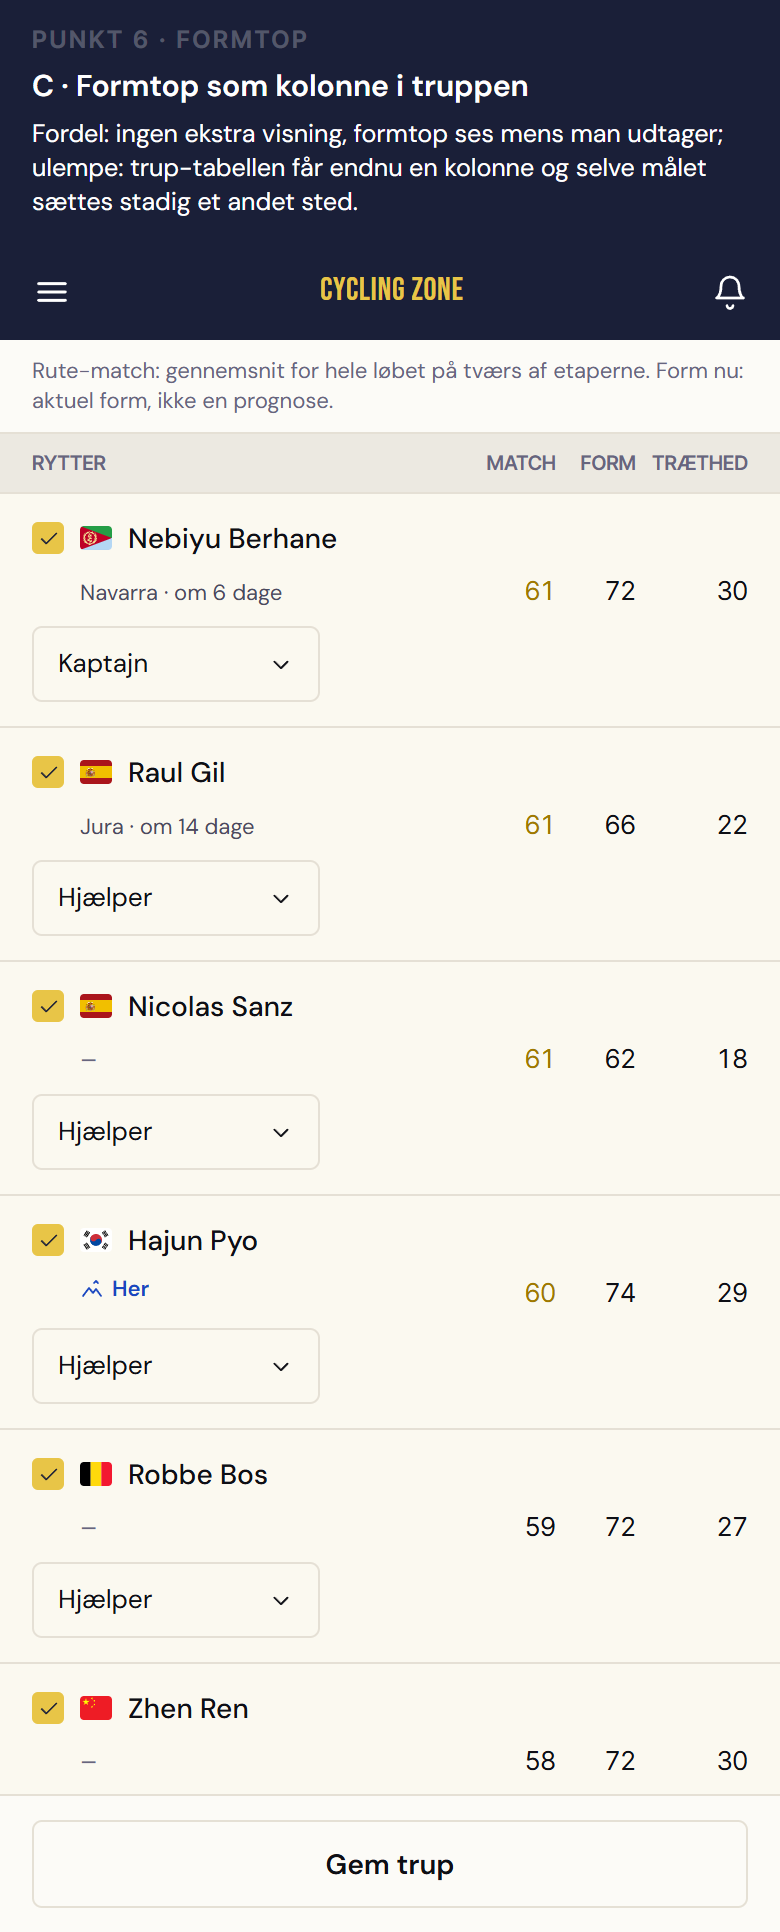 PUNKT 6 · FORMTOP
C · Formtop som kolonne i truppen
Fordel: ingen ekstra visning, formtop ses mens man udtager;
ulempe: trup-tabellen får endnu en kolonne og selve målet
sættes stadig et andet sted.
CYCLING ZONE
Rute-match: gennemsnit for hele løbet på tværs af etaperne. Form nu:
aktuel form, ikke en prognose.
RYTTER MATCH FORM TRÆTHED
Nebiyu Berhane
Navarra · om 6 dage 61 72 30
Kaptajn
Raul Gil
Jura · om 14 dage 61 66 22
Hjælper
Nicolas Sanz
– 61 62 18
Hjælper
Hajun Pyo
Her 60 74 29
Hjælper
Robbe Bos
– 59 72 27
Hjælper
Zhen Ren
– 58 72 30
Gem trup